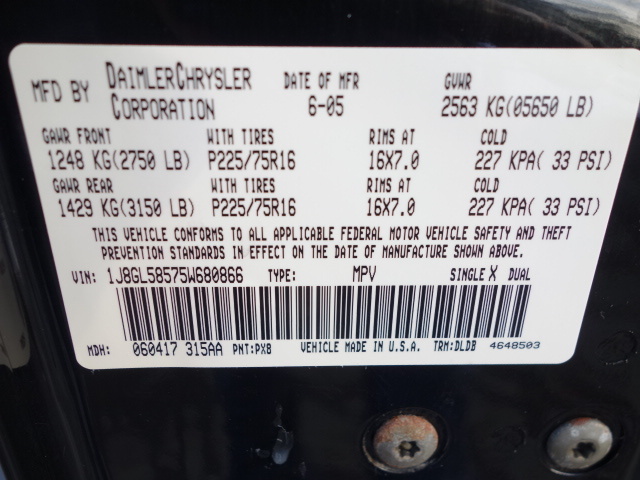 MFD BY DAIMLERCHRYSLER CORPORATION DATE OF MFR 6-05 GVWR 2563 KG(05650 LB)
GAWR FRONT WITH TIRES RIMS AT COLD
1248 KG(2750 LB) P225/75R16 16X7.0 227 KPA( 33 PSI)
GAWR REAR WITH TIRES RIMS AT COLD
1429 KG(3150 LB) P225/75R16 16X7.0 227 KPA( 33 PSI)
THIS VEHICLE CONFORMS TO ALL APPLICABLE FEDERAL MOTOR VEHICLE SAFETY AND THEFT
PREVENTION STANDARDS IN EFFECT ON THE DATE OF MANUFACTURE SHOWN ABOVE.
VIN: 1J8GL58575W680866 TYPE: MPV SINGLE X DUAL
MDH: 060417 315AA PNT:PXB VEHICLE MADE IN U.S.A. TRM:DLDB 4648503